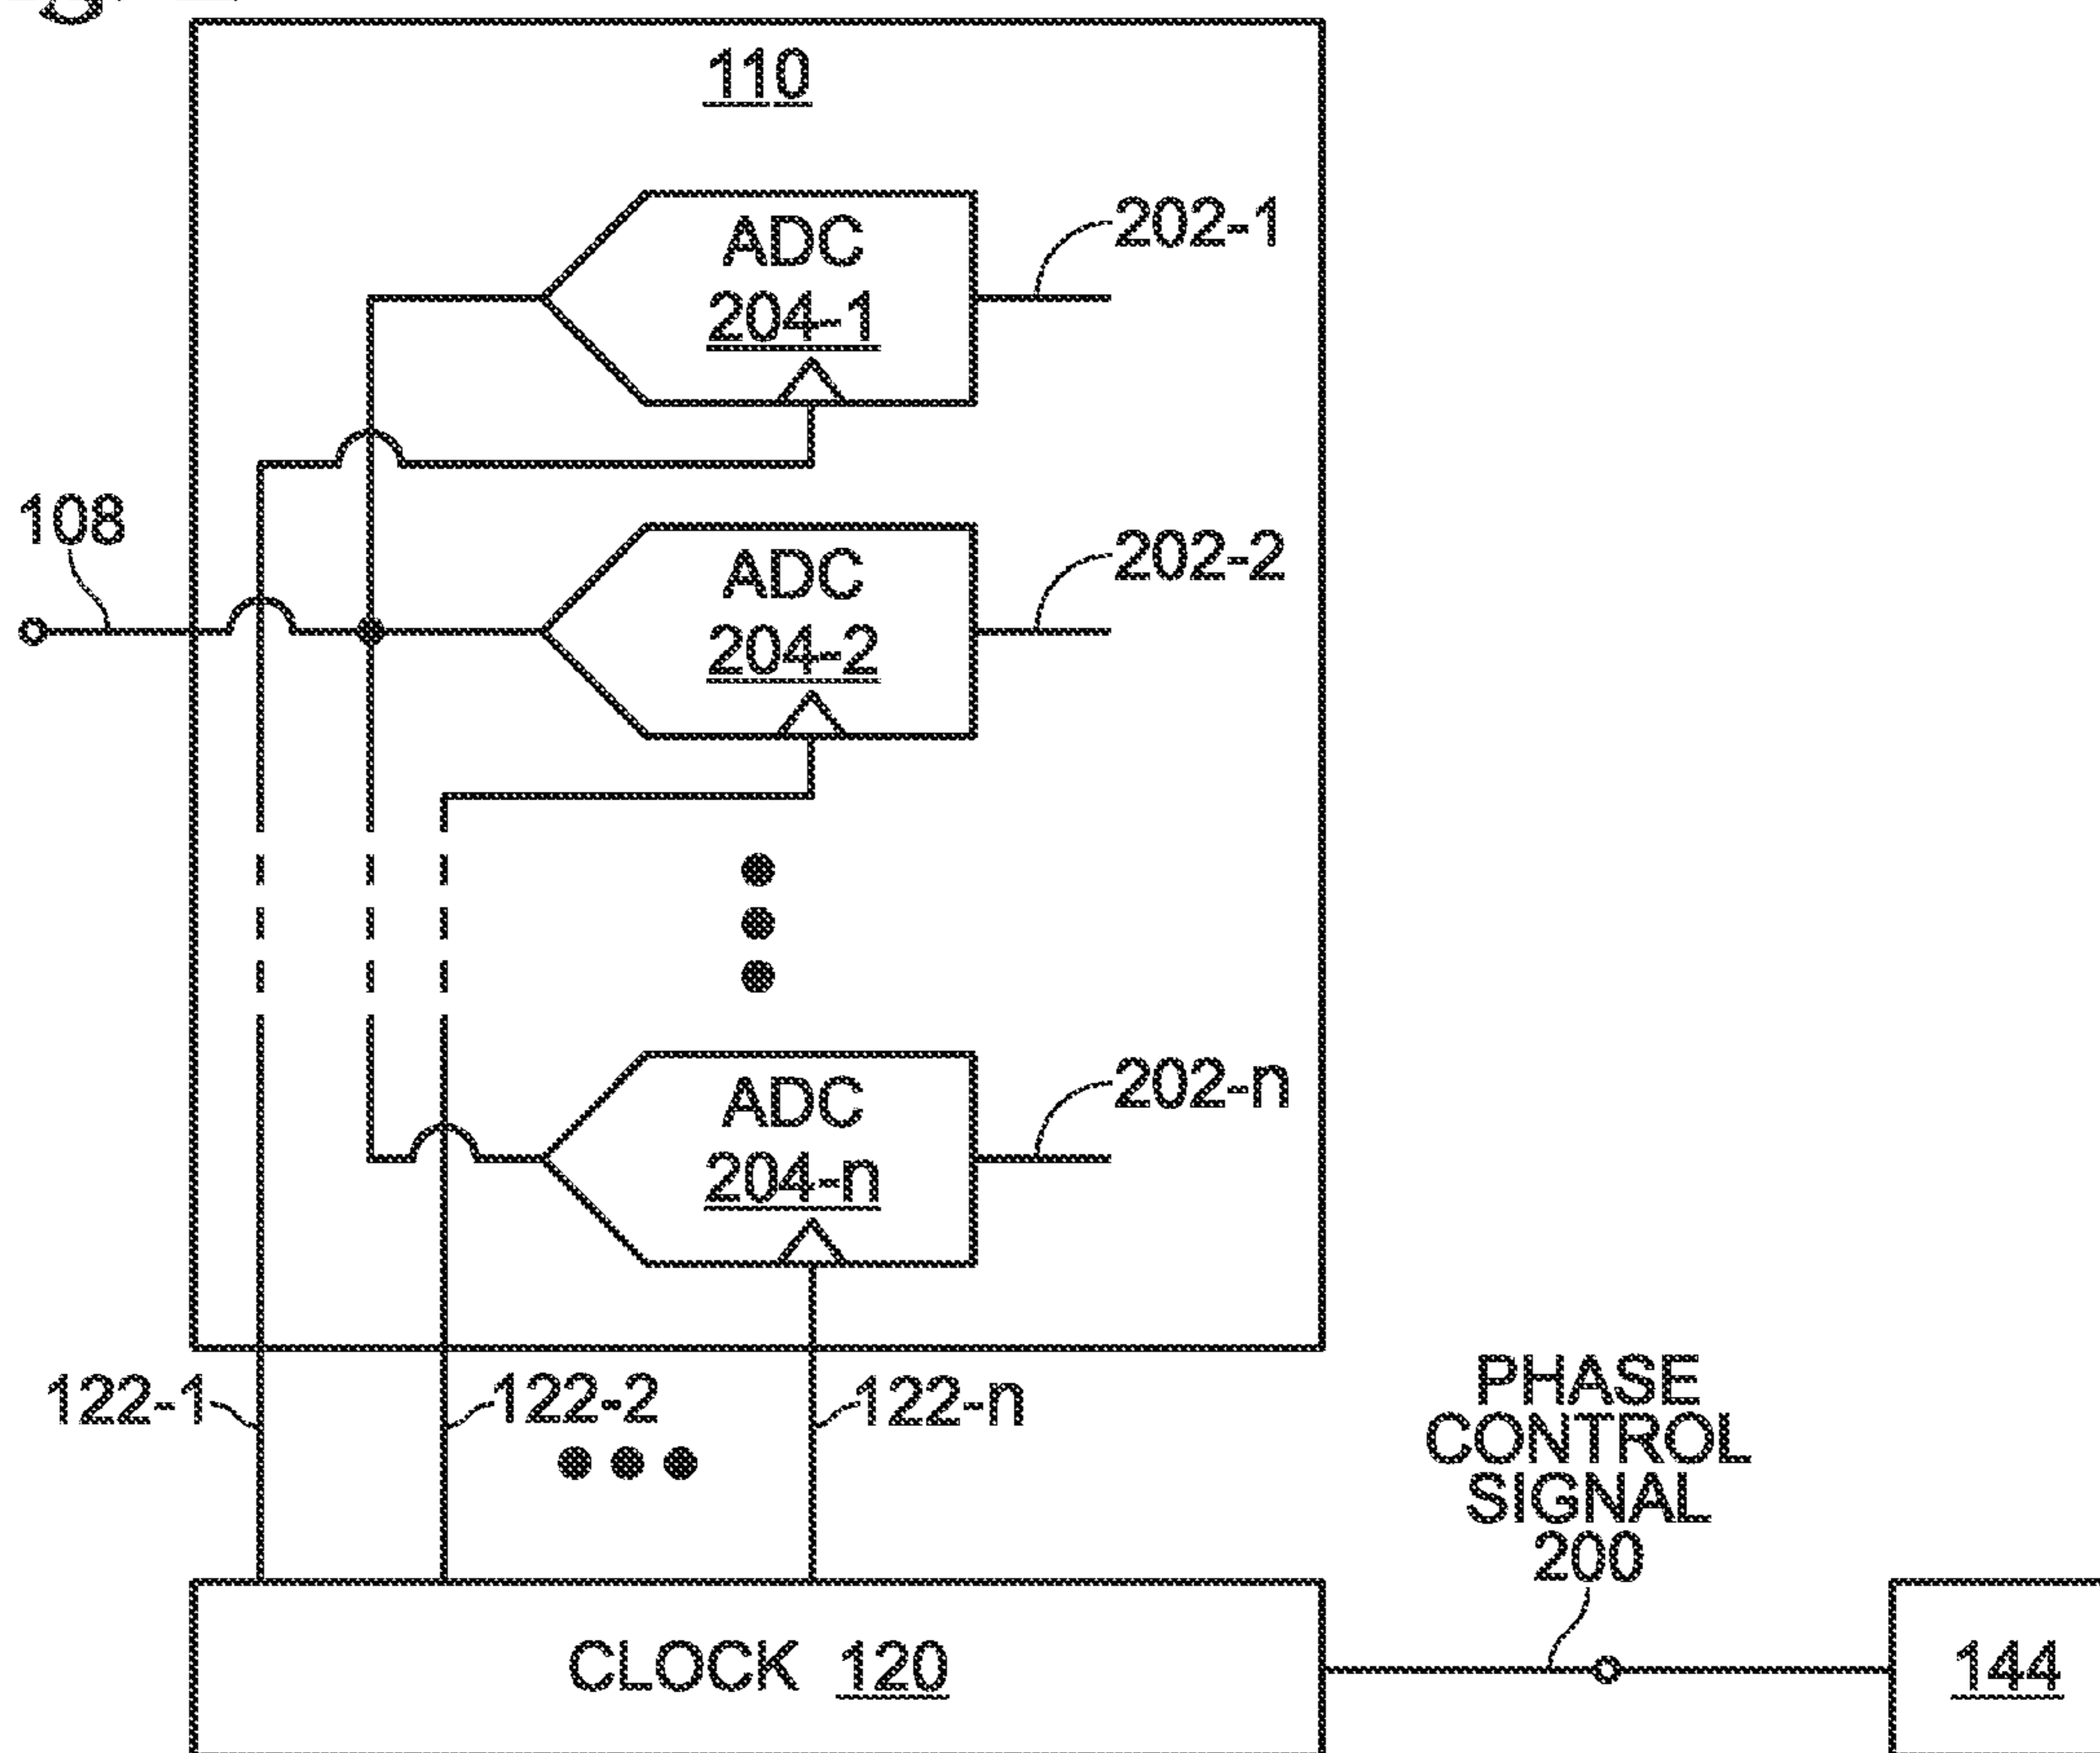 110
ADC
204-1
202-1
108
ADC
204-2
202-2
ADC
204-n
202-n
122-1
122-2
122-n
PHASE
CONTROL
SIGNAL
200
CLOCK 120
144